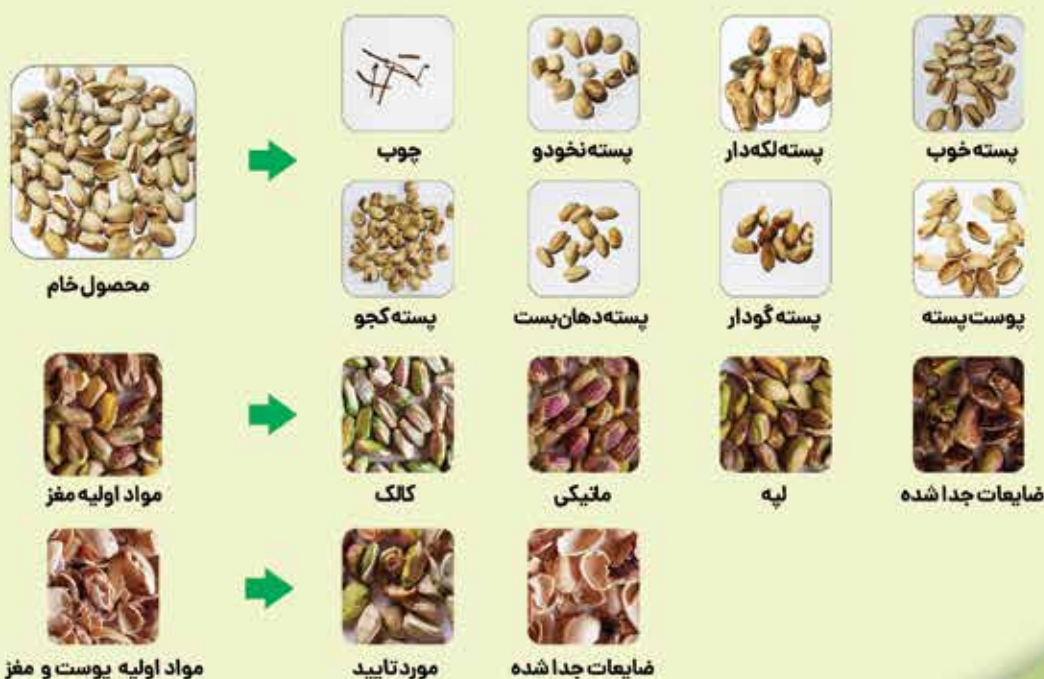 چوب
پسته نخودو
پسته لکه‌دار
پسته خوب
محصول خام
پسته کجو
پسته دهان‌بست
پسته گودار
پوست پسته
مواد اولیه مغز
کالک
ماتیکی
لپه
ضایعات جدا شده
مواد اولیه پوست و مغز
مورد تایید
ضایعات جدا شده